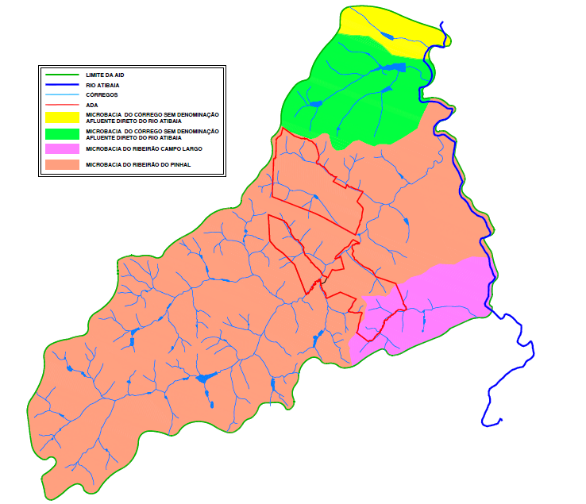 LIMITE DA AID
RIO ATIBAIA
CÓRREGOS
ADA
MICROBACIA DO CÓRREGO SEM DENOMINAÇÃO
AFLUENTE DIRETO DO RIO ATIBAIA
MICROBACIA DO CÓRREGO SEM DENOMINAÇÃO
AFLUENTE DIRETO DO RIO ATIBAIA
MICROBACIA DO RIBEIRÃO CAMPO LARGO
MICROBACIA DO RIBEIRÃO DO PINHAL